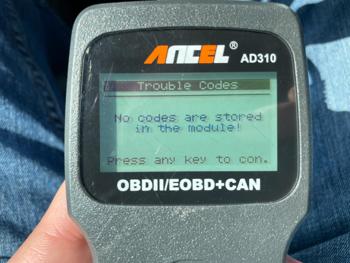 ANCEL®
AD310
Trouble Codes
No codes are stored
in the module!
Press any key to con.
OBDII/EOBD+CAN